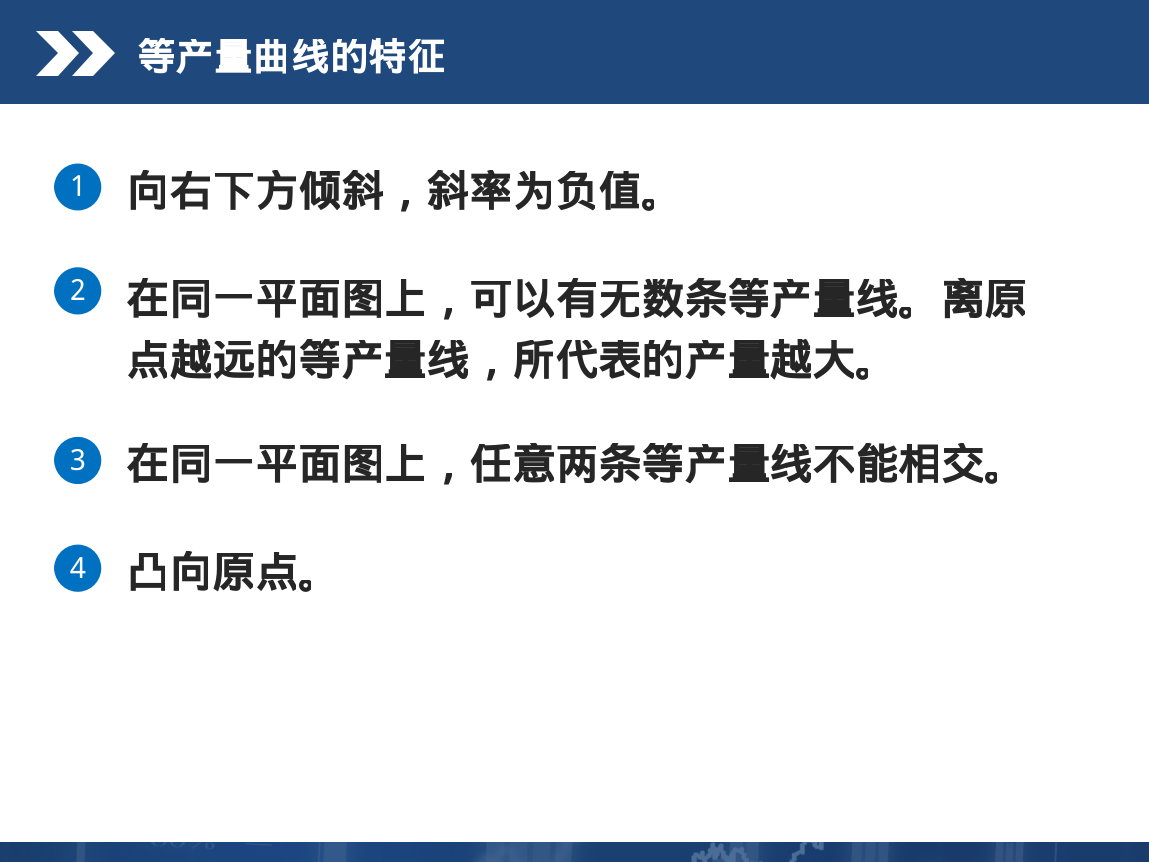 等产量曲线的特征
1 向右下方倾斜，斜率为负值。
2 在同一平面图上，可以有无数条等产量线。离原
点越远的等产量线，所代表的产量越大。
3 在同一平面图上，任意两条等产量线不能相交。
4 凸向原点。